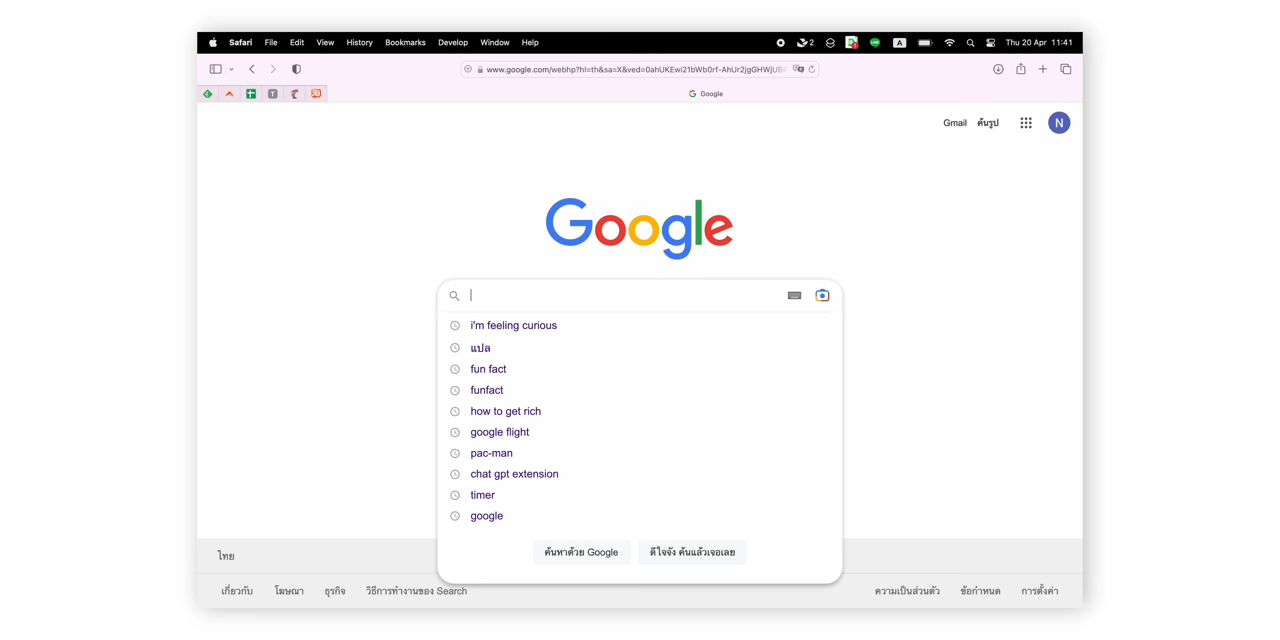 Safari File Edit View History Bookmarks Develop Window Help 2 A Thu 20 Apr 11:41
www.google.com/webhp?hl=th&sa=X&ved=0ahUKEwi21bWb0rf-AhUr2jgGHWjUB
T Google
Gmail ค้นรูป N
Google
i'm feeling curious
แปล
fun fact
funfact
how to get rich
google flight
pac-man
chat gpt extension
timer
google
ค้นหาด้วย Google ดีใจจัง ค้นแล้วเจอเลย
ไทย
เกี่ยวกับ โฆษณา ธุรกิจ วิธีการทำงานของ Search ความเป็นส่วนตัว ข้อกำหนด การตั้งค่า